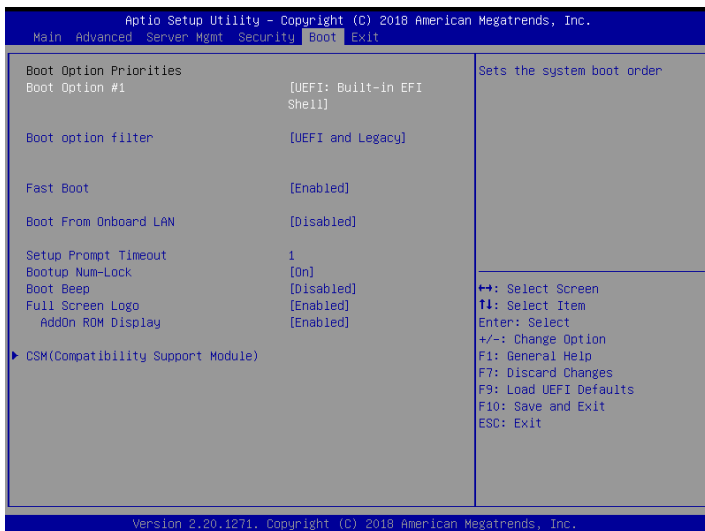 Aptio Setup Utility – Copyright (C) 2018 American Megatrends, Inc.
Main Advanced Server Mgmt Security Boot Exit
Boot Option Priorities
Boot Option #1 [UEFI: Built-in EFI Shell]
Boot option filter [UEFI and Legacy]
Fast Boot [Enabled]
Boot From Onboard LAN [Disabled]
Setup Prompt Timeout 1
Bootup Num-Lock [On]
Boot Beep [Disabled]
Full Screen Logo [Enabled]
AddOn ROM Display [Enabled]
CSM(Compatibility Support Module)
Sets the system boot order
↔: Select Screen
↑↓: Select Item
Enter: Select
+/-: Change Option
F1: General Help
F7: Discard Changes
F9: Load UEFI Defaults
F10: Save and Exit
ESC: Exit
Version 2.20.1271. Copyright (C) 2018 American Megatrends, Inc.